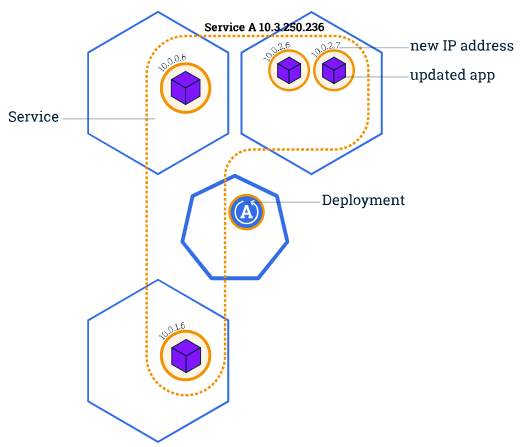 Service A 10.3.250.236
10.0.0.6
10.0.2.6
10.0.2.7
new IP address
updated app
Service
Deployment
A
10.0.1.6